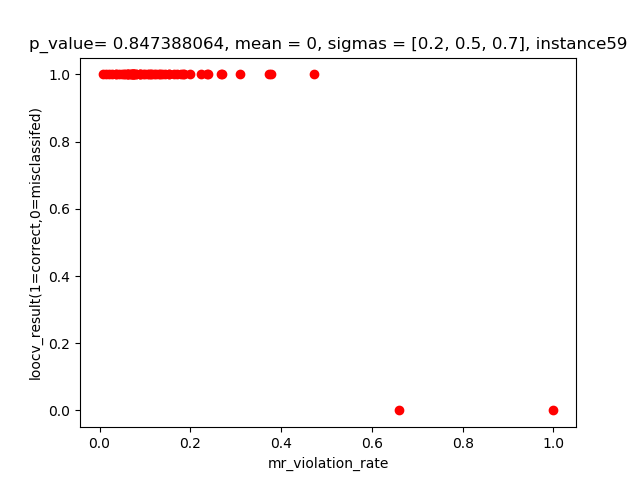 p_value= 0.847388064, mean = 0, sigmas = [0.2, 0.5, 0.7], instance59
loocv_result(1=correct,0=misclassifed)
1.0
0.8
0.6
0.4
0.2
0.0
0.0 0.2 0.4 0.6 0.8 1.0
mr_violation_rate